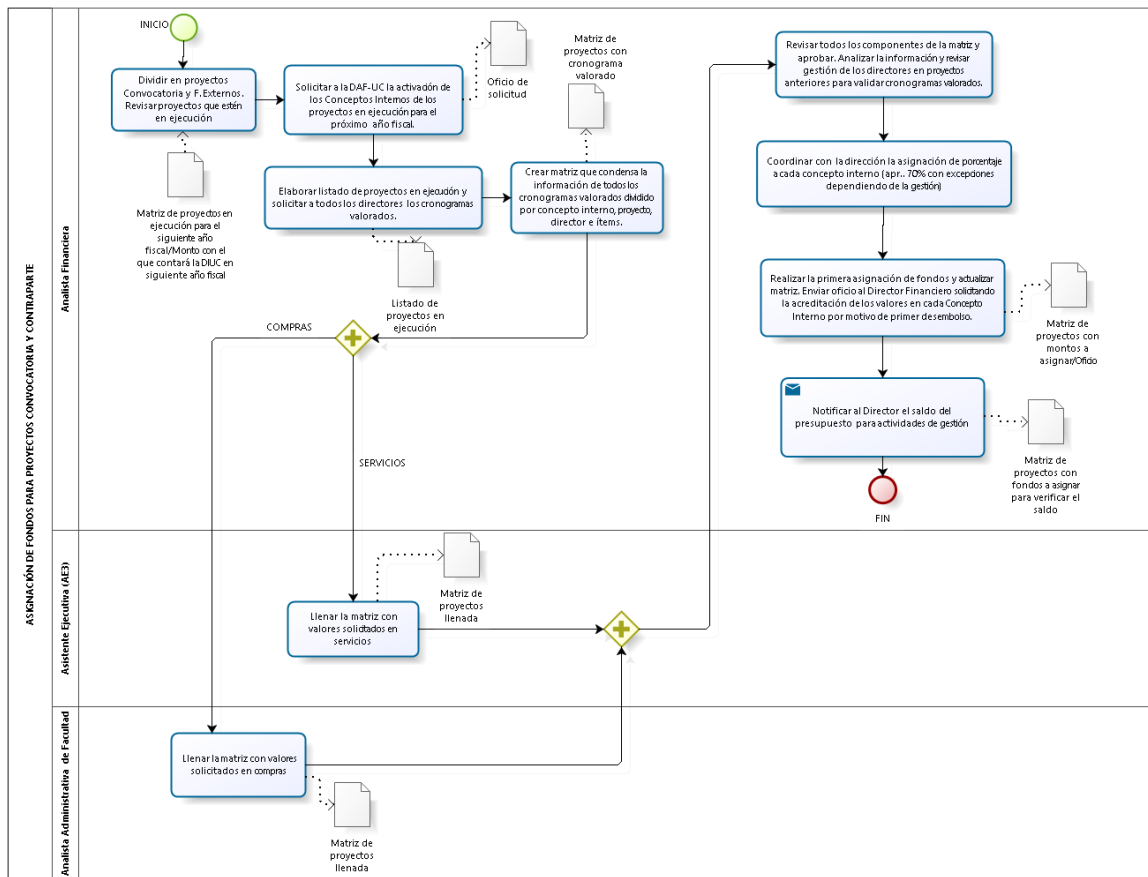 ASIGNACIÓN DE FONDOS PARA PROYECTOS CONVOCATORIA Y CONTRAPARTE
Analista Financiera
INICIO
Dividir en proyectos
Convocatoria y F. Externos.
Revisar proyectos que estén
en ejecución
Matriz de
proyectos en
ejecución para el
siguiente año
fiscal/Monto con el
que contará la DIUC en
siguiente año fiscal
Solicitar a la DAF-UC la activación de
los Conceptos Internos de los
proyectos en ejecución para el
próximo año fiscal.
Oficio de
solicitud
Elaborar listado de proyectos en ejecución y
solicitar a todos los directores los cronogramas
valorados.
Listado de
proyectos en
ejecución
Matriz de
proyectos con
cronograma
valorado
Crear matriz que condensa la
información de todos los
cronogramas valorados dividido
por concepto interno, proyecto,
director e ítems.
COMPRAS
SERVICIOS
Revisar todos los componentes de la matriz y
aprobar. Analizar la información y revisar
gestión de los directores en proyectos
anteriores para validar cronogramas valorados.
Coordinar con la dirección la asignación de porcentaje
a cada concepto interno (apr.. 70% con excepciones
dependiendo de la gestión)
Realizar la primera asignación de fondos y actualizar
matriz. Enviar oficio al Director Financiero solicitando
la acreditación de los valores en cada Concepto
Interno por motivo de primer desembolso.
Matriz de
proyectos con
montos a
asignar/Oficio
Notificar al Director el saldo del
presupuesto para actividades de gestión
Matriz de
proyectos con
fondos a asignar
para verificar el
saldo
FIN
Asistente Ejecutiva (AE3)
Llenar la matriz con
valores solicitados en
servicios
Matriz de
proyectos
llenada
Analista Administrativa de Facultad
Llenar la matriz con valores
solicitados en compras
Matriz de
proyectos
llenada